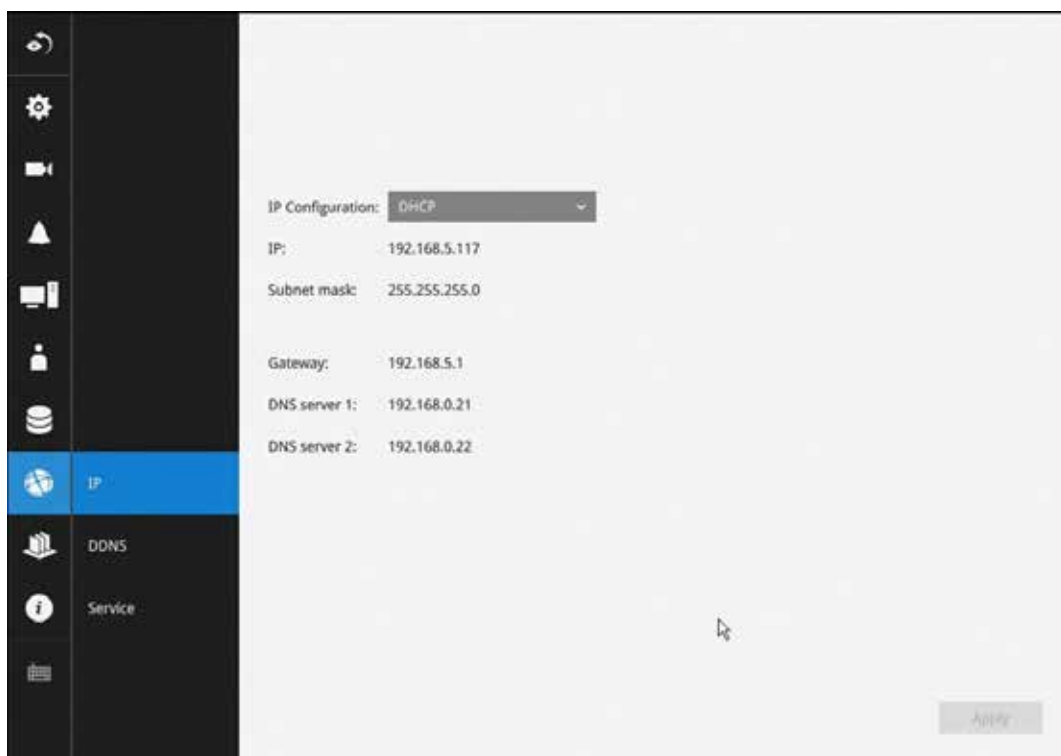 IP Configuration: DHCP
IP: 192.168.5.117
Subnet mask: 255.255.255.0
Gateway: 192.168.5.1
DNS server 1: 192.168.0.21
DNS server 2: 192.168.0.22
IP
DDNS
Service
Apply